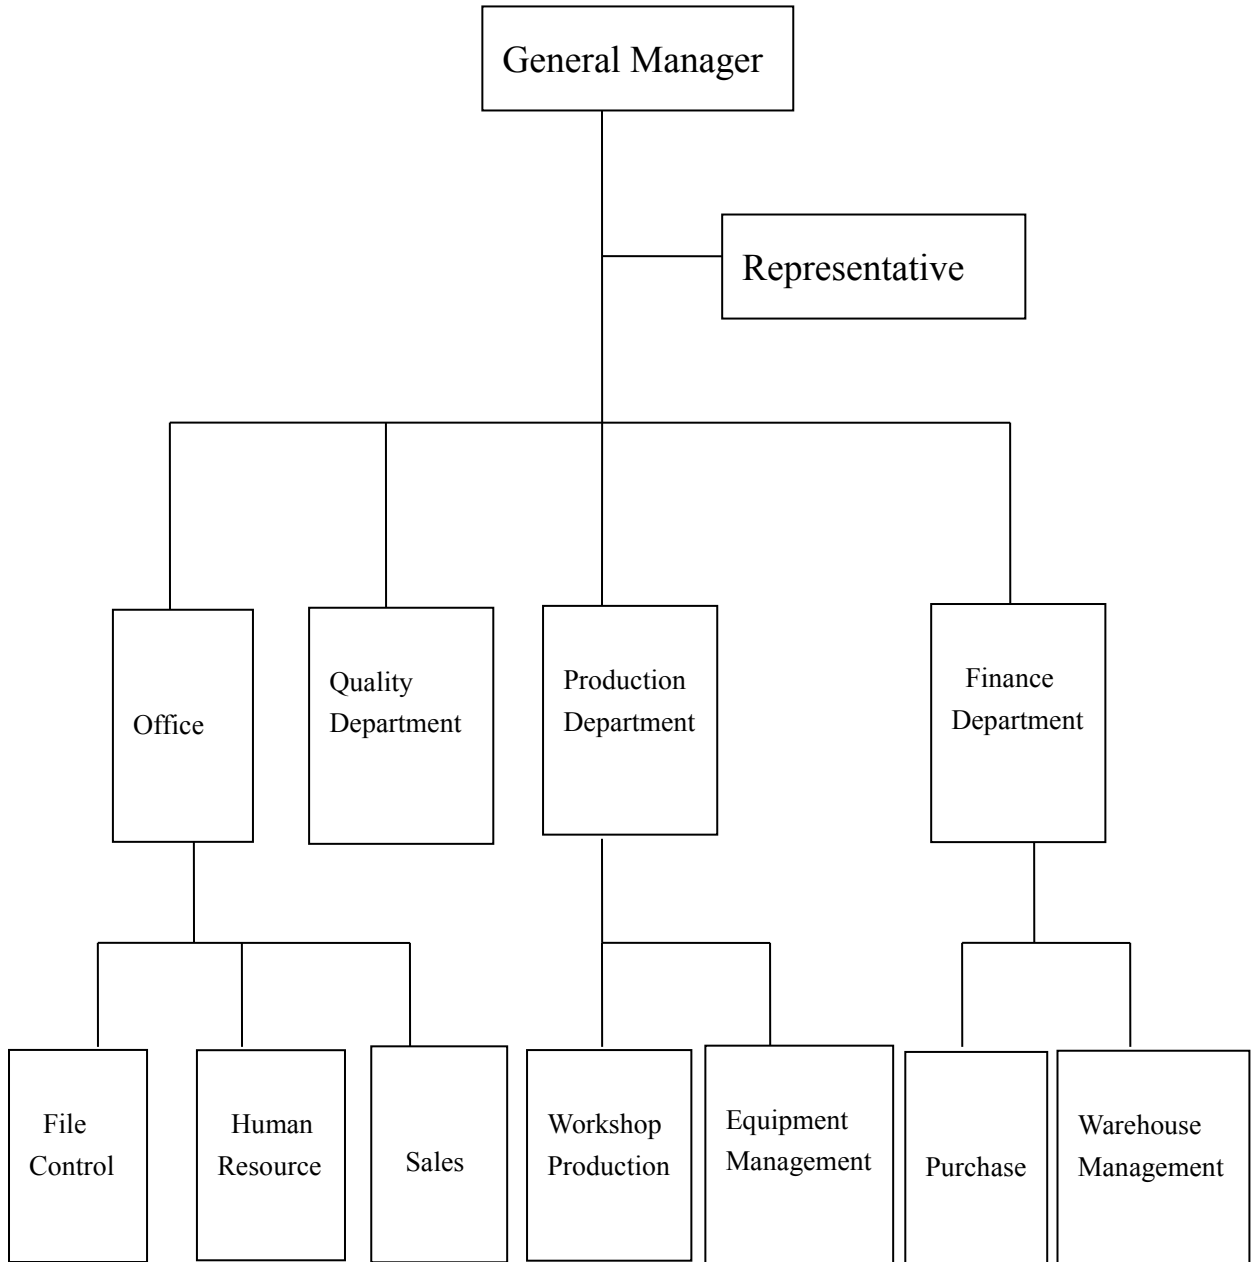 General Manager
Representative
Office
Quality
Department
Production
Department
Finance
Department
File
Control
Human
Resource
Sales
Workshop
Production
Equipment
Management
Purchase
Warehouse
Management